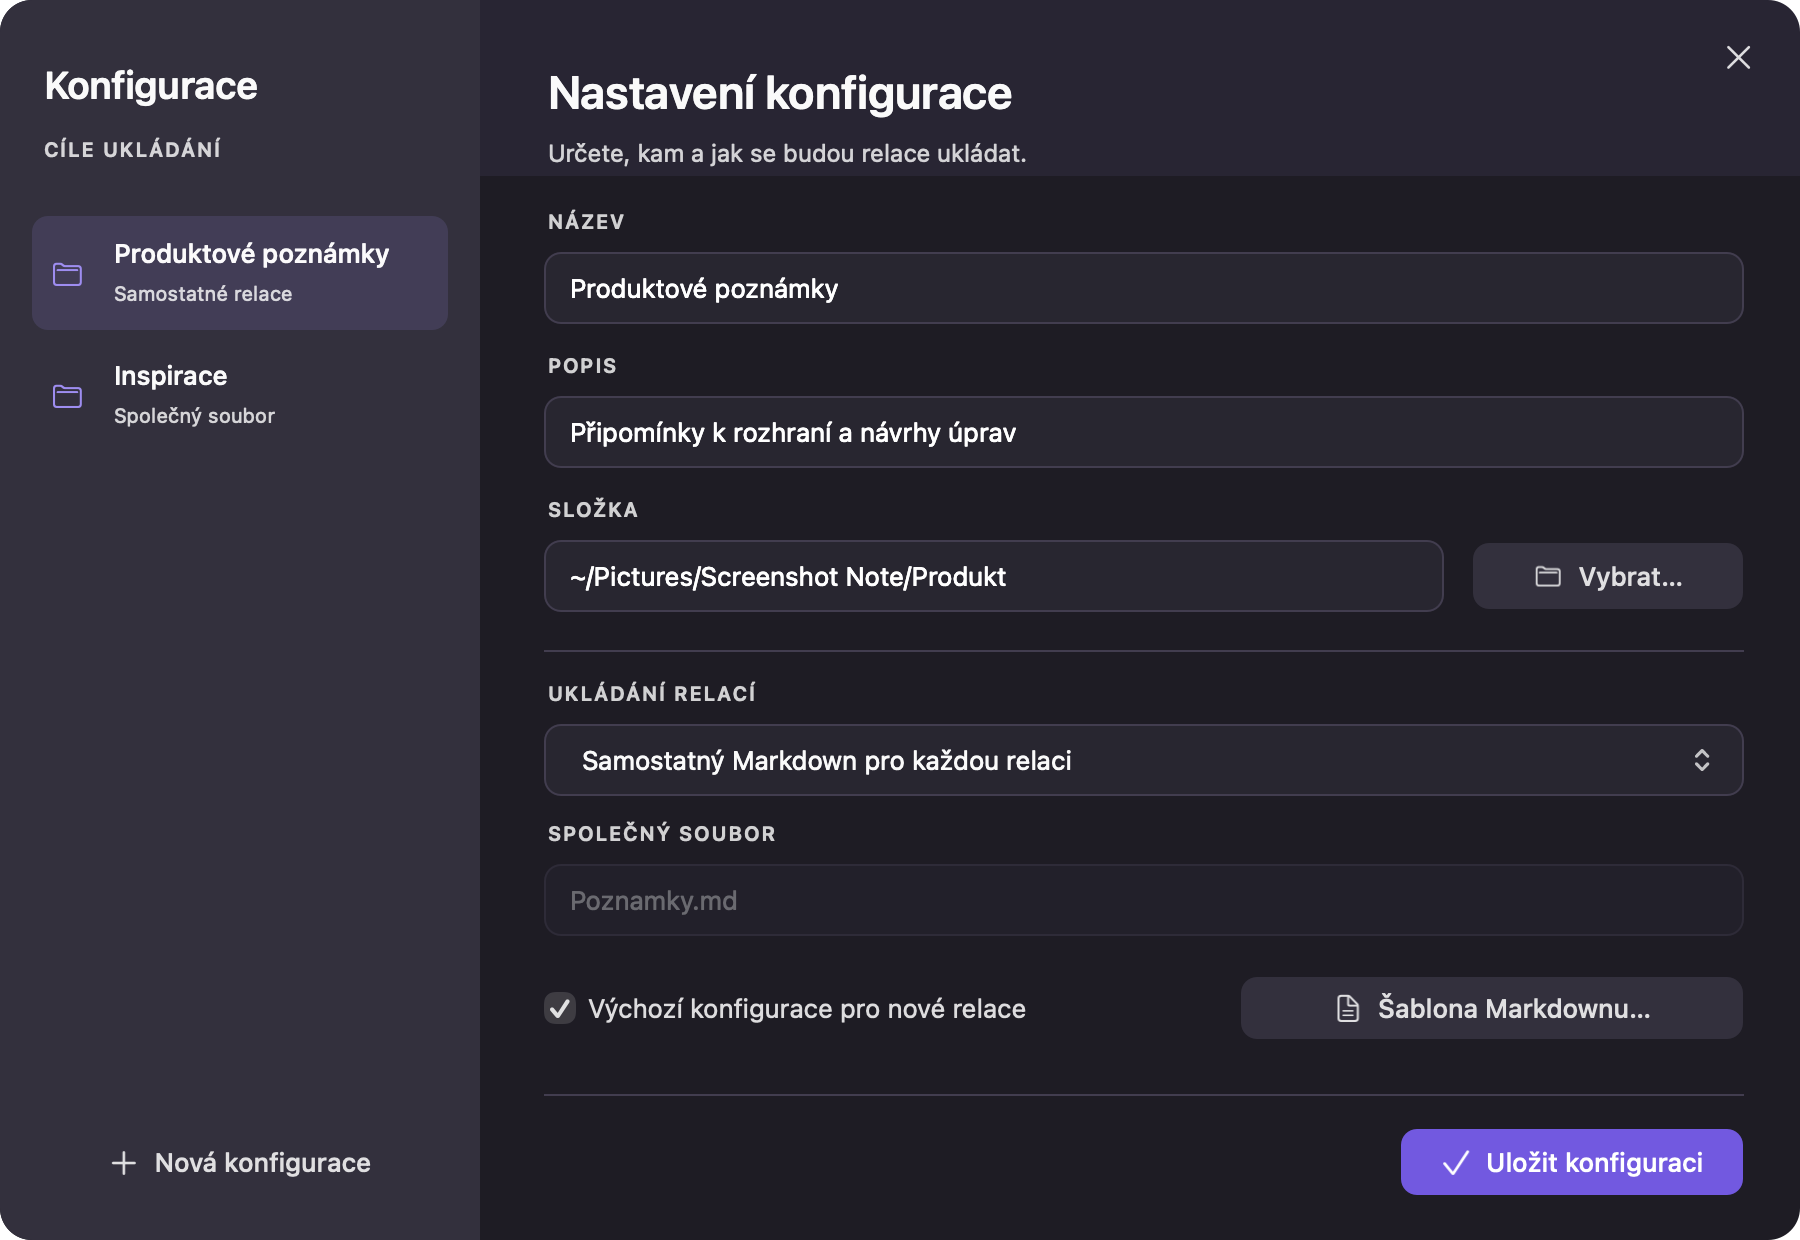 Konfigurace
CÍLE UKLÁDÁNÍ
Produktové poznámky
Samostatné relace
Inspirace
Společný soubor
Nová konfigurace
Nastavení konfigurace
Určete, kam a jak se budou relace ukládat.
NÁZEV
Produktové poznámky
POPIS
Připomínky k rozhraní a návrhy úprav
SLOŽKA
~/Pictures/Screenshot Note/Produkt
Vybrat...
UKLÁDÁNÍ RELACÍ
Samostatný Markdown pro každou relaci
SPOLEČNÝ SOUBOR
Poznamky.md
Výchozí konfigurace pro nové relace
Šablona Markdownu...
Uložit konfiguraci